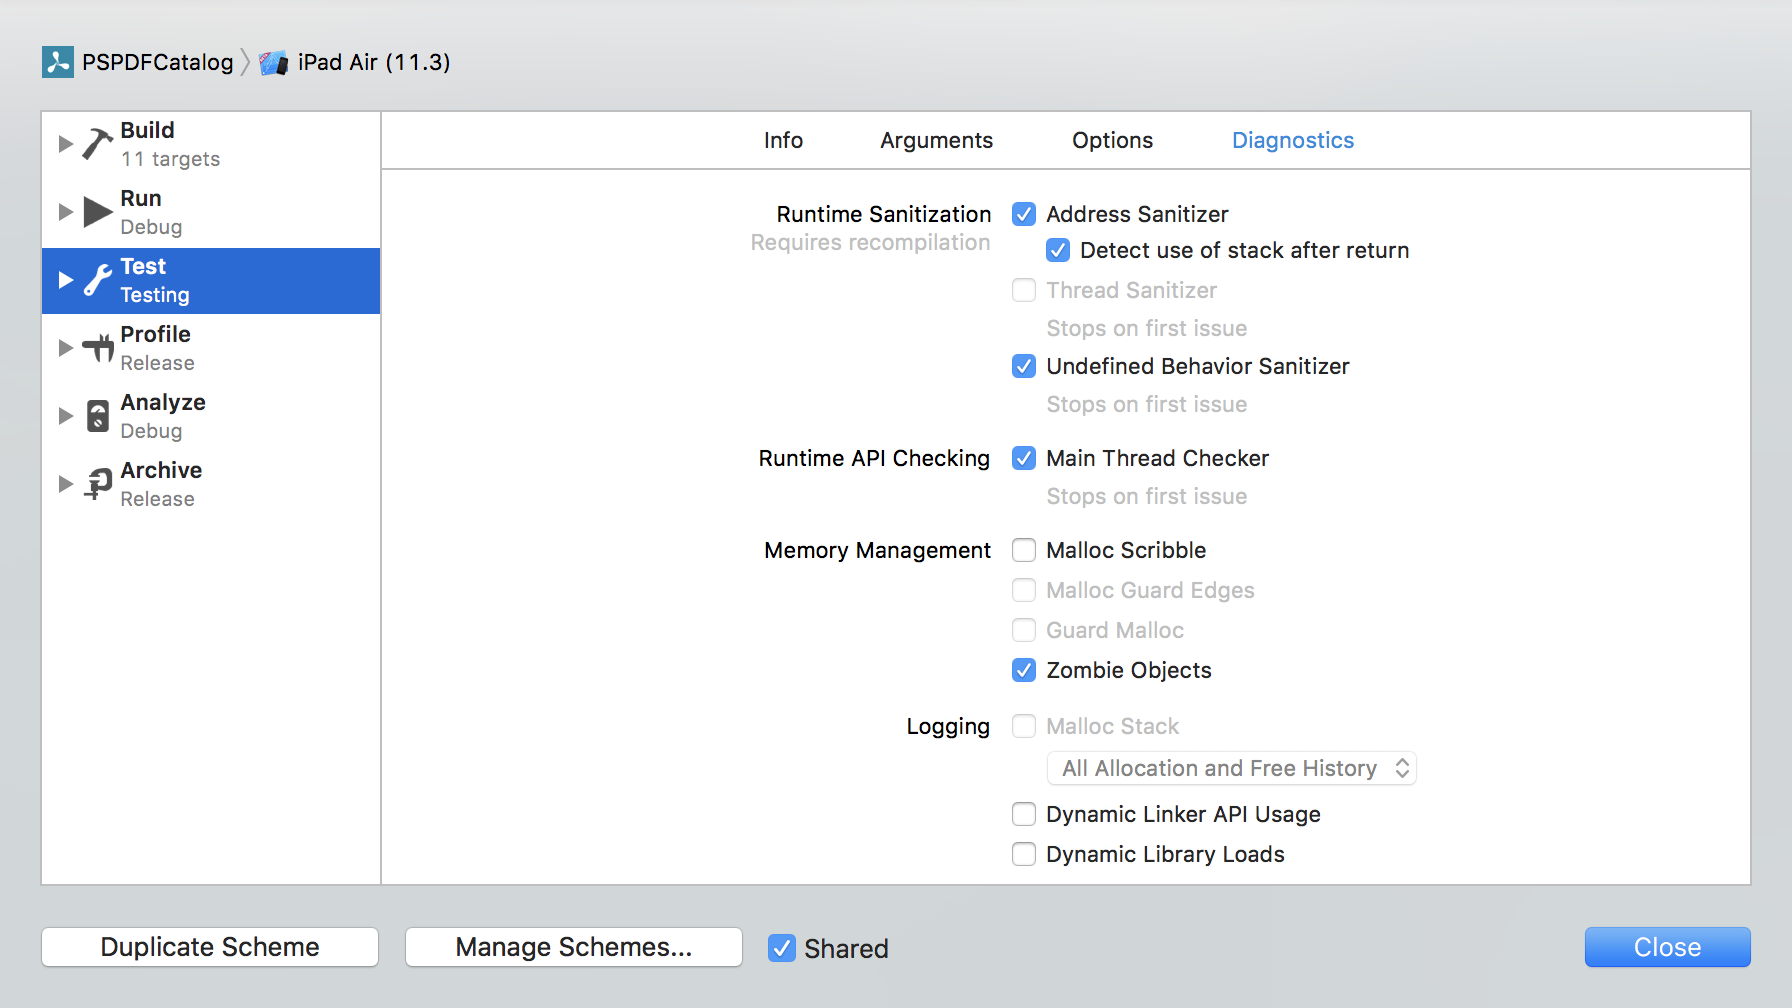 PSPDFCatalog iPad Air (11.3)
Build
11 targets
Run
Debug
Test
Testing
Profile
Release
Analyze
Debug
Archive
Release
Info Arguments Options Diagnostics
Runtime Sanitization Address Sanitizer
Requires recompilation
Detect use of stack after return
Thread Sanitizer
Stops on first issue
Undefined Behavior Sanitizer
Stops on first issue
Runtime API Checking Main Thread Checker
Stops on first issue
Memory Management Malloc Scribble
Malloc Guard Edges
Guard Malloc
Zombie Objects
Logging Malloc Stack
All Allocation and Free History
Dynamic Linker API Usage
Dynamic Library Loads
Duplicate Scheme Manage Schemes... Shared Close